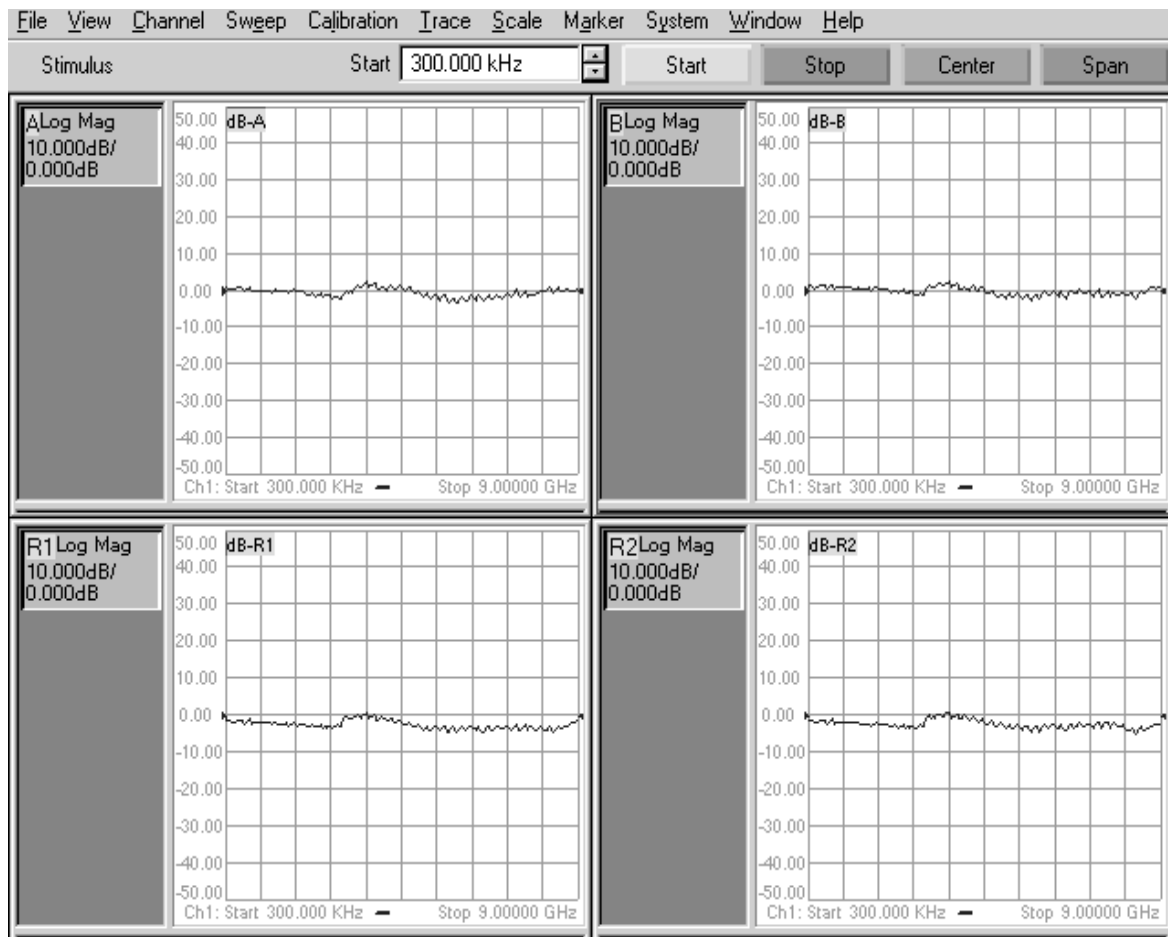 File View Channel Sweep Calibration Trace Scale Marker System Window Help
Stimulus Start 300.000 kHz Start Stop Center Span
A Log Mag
10.000dB/
0.000dB
dB-A
50.00
40.00
30.00
20.00
10.00
0.00
-10.00
-20.00
-30.00
-40.00
-50.00
Ch1: Start 300.000 KHz Stop 9.00000 GHz
B Log Mag
10.000dB/
0.000dB
dB-B
50.00
40.00
30.00
20.00
10.00
0.00
-10.00
-20.00
-30.00
-40.00
-50.00
Ch1: Start 300.000 KHz Stop 9.00000 GHz
R1 Log Mag
10.000dB/
0.000dB
dB-R1
50.00
40.00
30.00
20.00
10.00
0.00
-10.00
-20.00
-30.00
-40.00
-50.00
Ch1: Start 300.000 KHz Stop 9.00000 GHz
R2 Log Mag
10.000dB/
0.000dB
dB-R2
50.00
40.00
30.00
20.00
10.00
0.00
-10.00
-20.00
-30.00
-40.00
-50.00
Ch1: Start 300.000 KHz Stop 9.00000 GHz